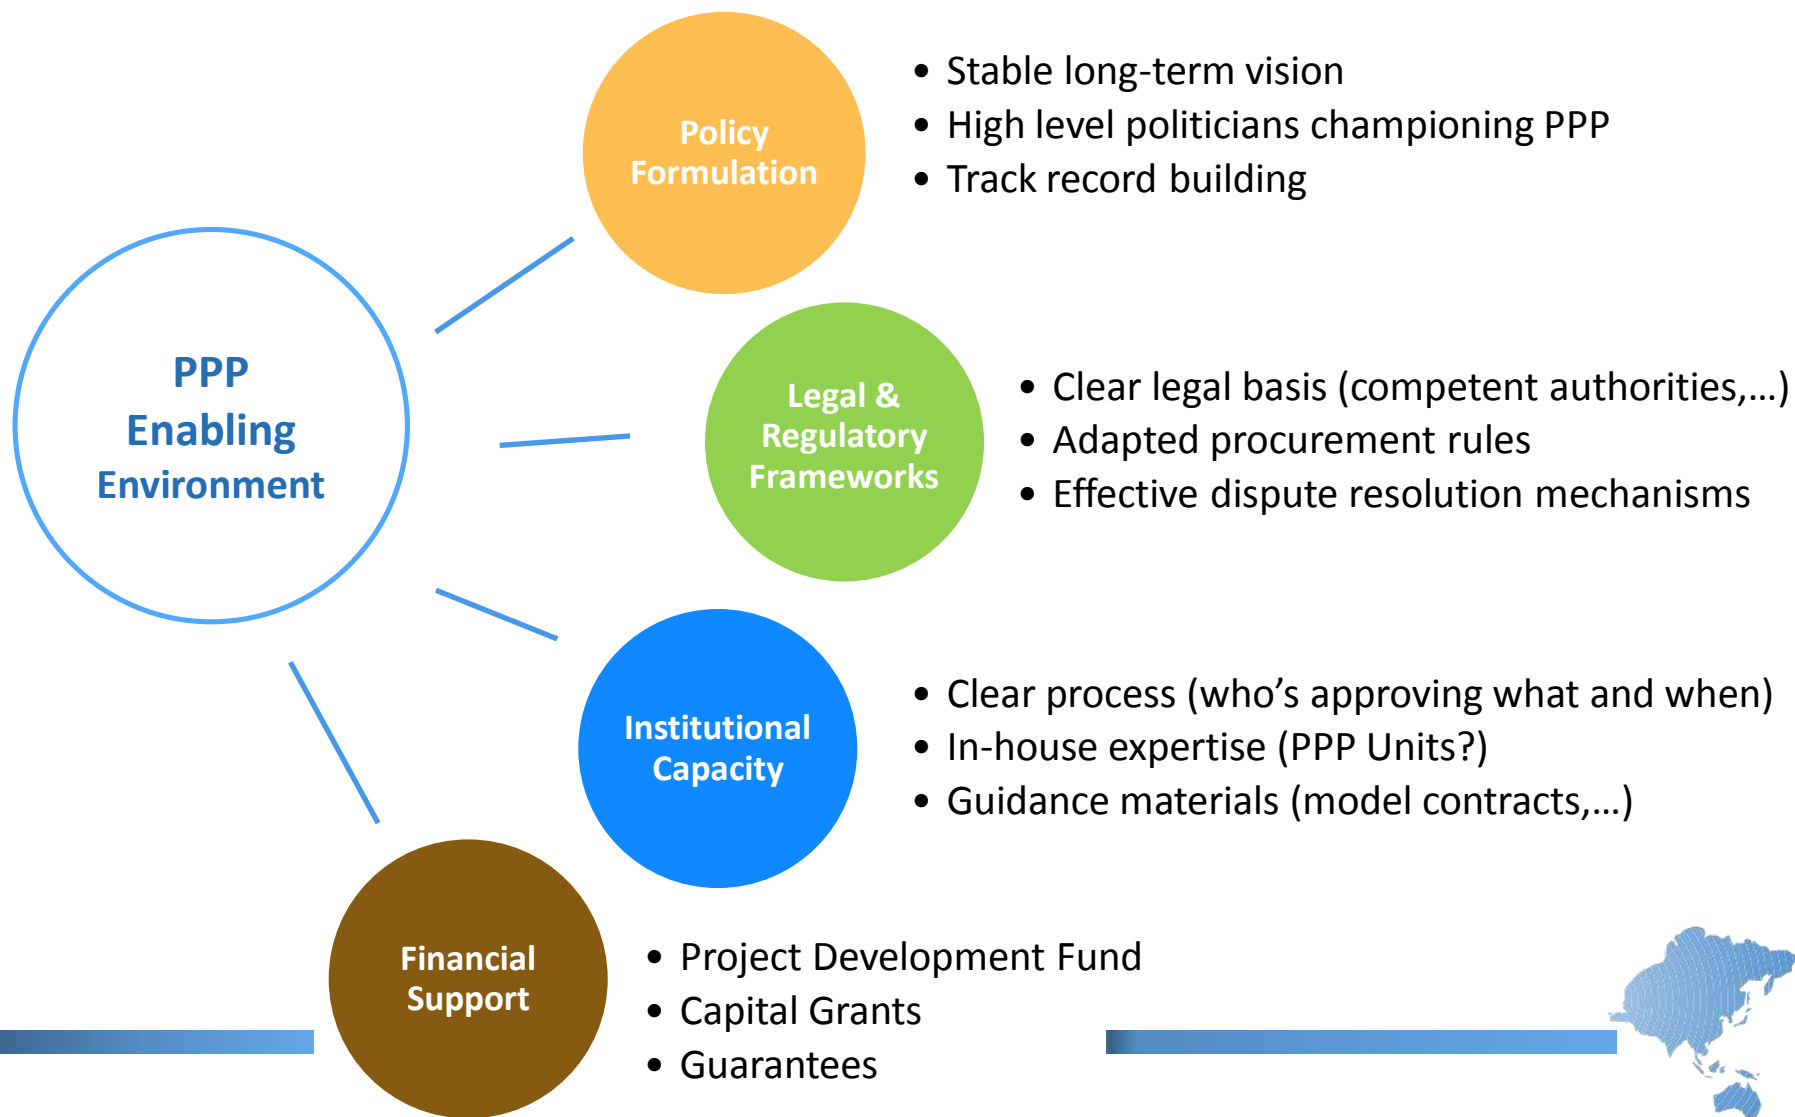 PPP
Enabling
Environment
Policy
Formulation
• Stable long-term vision
• High level politicians championing PPP
• Track record building
Legal &
Regulatory
Frameworks
• Clear legal basis (competent authorities,…)
• Adapted procurement rules
• Effective dispute resolution mechanisms
Institutional
Capacity
• Clear process (who’s approving what and when)
• In-house expertise (PPP Units?)
• Guidance materials (model contracts,…)
Financial
Support
• Project Development Fund
• Capital Grants
• Guarantees